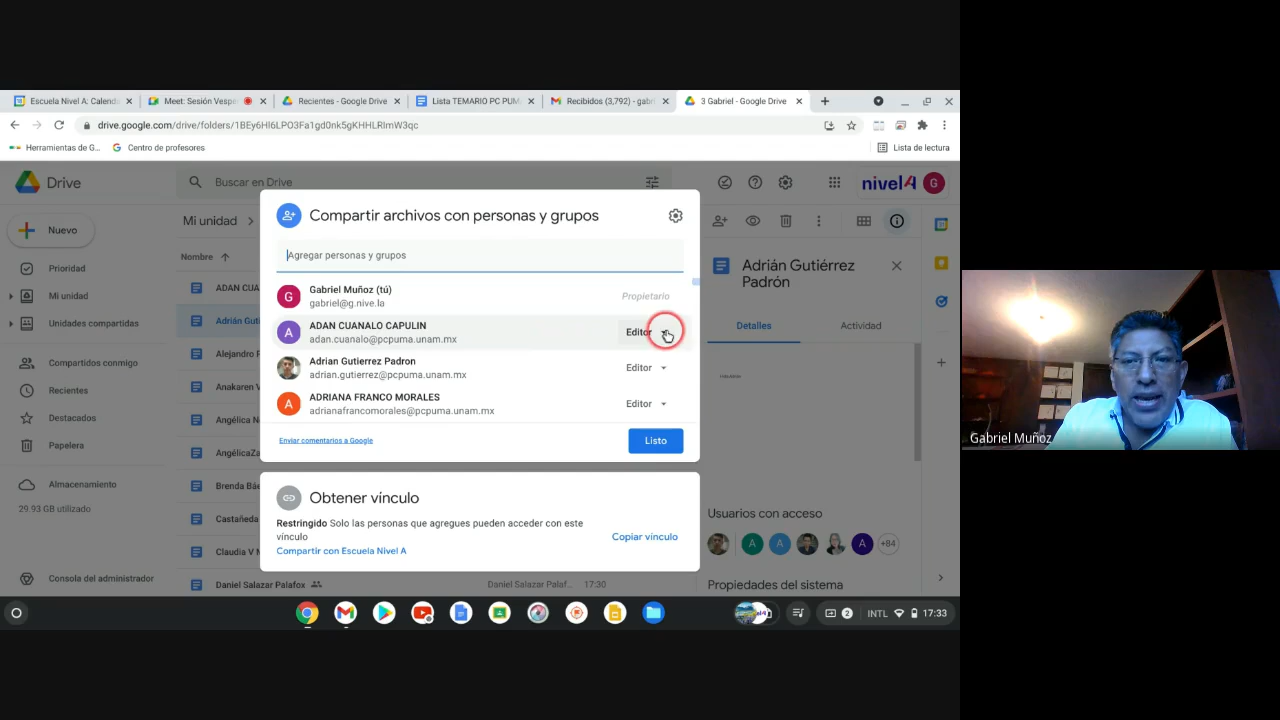 Escuela Nivel A: Calenda
Meet: Sesión Vesper
Recientes - Google Drive
Lista TEMARIO PC PUM
Recibidos (3,792) - gabri
3 Gabriel - Google Drive
drive.google.com/drive/folders/1BEy6HI6LPO3Fa1gd0nk5gKHHLRlmW3qc
Herramientas de G...
Centro de profesores
Lista de lectura
Drive
Buscar en Drive
nivelA
G
Nuevo
Prioridad
Mi unidad
Unidades compartidas
Compartidos conmigo
Recientes
Destacados
Papelera
Almacenamiento
29.93 GB utilizado
Consola del administrador
Mi unidad
Nombre
ADAN CUA
Adrián Gut
Alejandro F
Anakaren V
Angélica N
AngélicaZa
Brenda Báe
Castañeda
Claudia V M
Daniel Salazar Palafox
Daniel Salazar Palaf...
17:30
Compartir archivos con personas y grupos
Agregar personas y grupos
G
Gabriel Muñoz (tú)
gabriel@g.nive.la
Propietario
A
ADAN CUANALO CAPULIN
adan.cuanalo@pcpuma.unam.mx
Editor
Adrian Gutierrez Padron
adrian.gutierrez@pcpuma.unam.mx
Editor
A
ADRIANA FRANCO MORALES
adrianafrancomorales@pcpuma.unam.mx
Editor
Enviar comentarios a Google
Listo
Obtener vínculo
Restringido Solo las personas que agregues pueden acceder con este
vínculo
Copiar vínculo
Compartir con Escuela Nivel A
Adrián Gutiérrez
Padrón
Detalles
Actividad
Usuarios con acceso
A
A
A
+84
Propiedades del sistema
2
INTL
17:33
Gabriel Muñoz